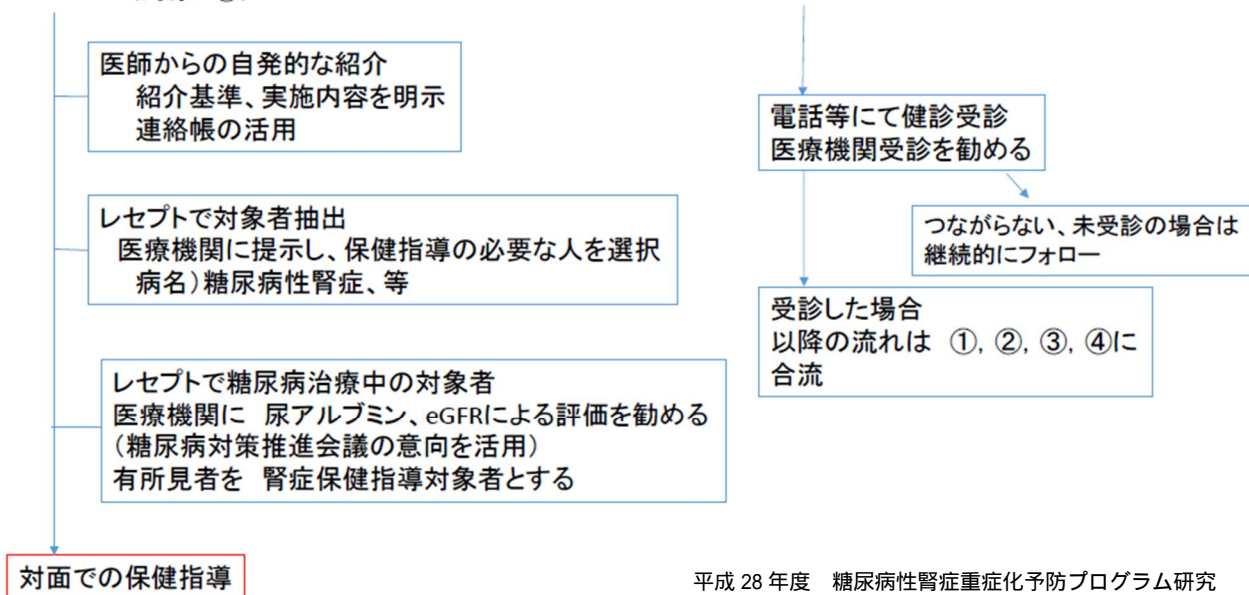 医師からの自発的な紹介
紹介基準、実施内容を明示
連絡帳の活用
レセプトで対象者抽出
医療機関に提示し、保健指導の必要な人を選択
病名）糖尿病性腎症、等
レセプトで糖尿病治療中の対象者
医療機関に 尿アルブミン、eGFRによる評価を勧める
（糖尿病対策推進会議の意向を活用）
有所見者を 腎症保健指導対象者とする
対面での保健指導
電話等にて健診受診
医療機関受診を勧める
つながらない、未受診の場合は
継続的にフォロー
受診した場合
以降の流れは ①, ②, ③, ④に
合流
平成 28 年度 糖尿病性腎症重症化予防プログラム研究